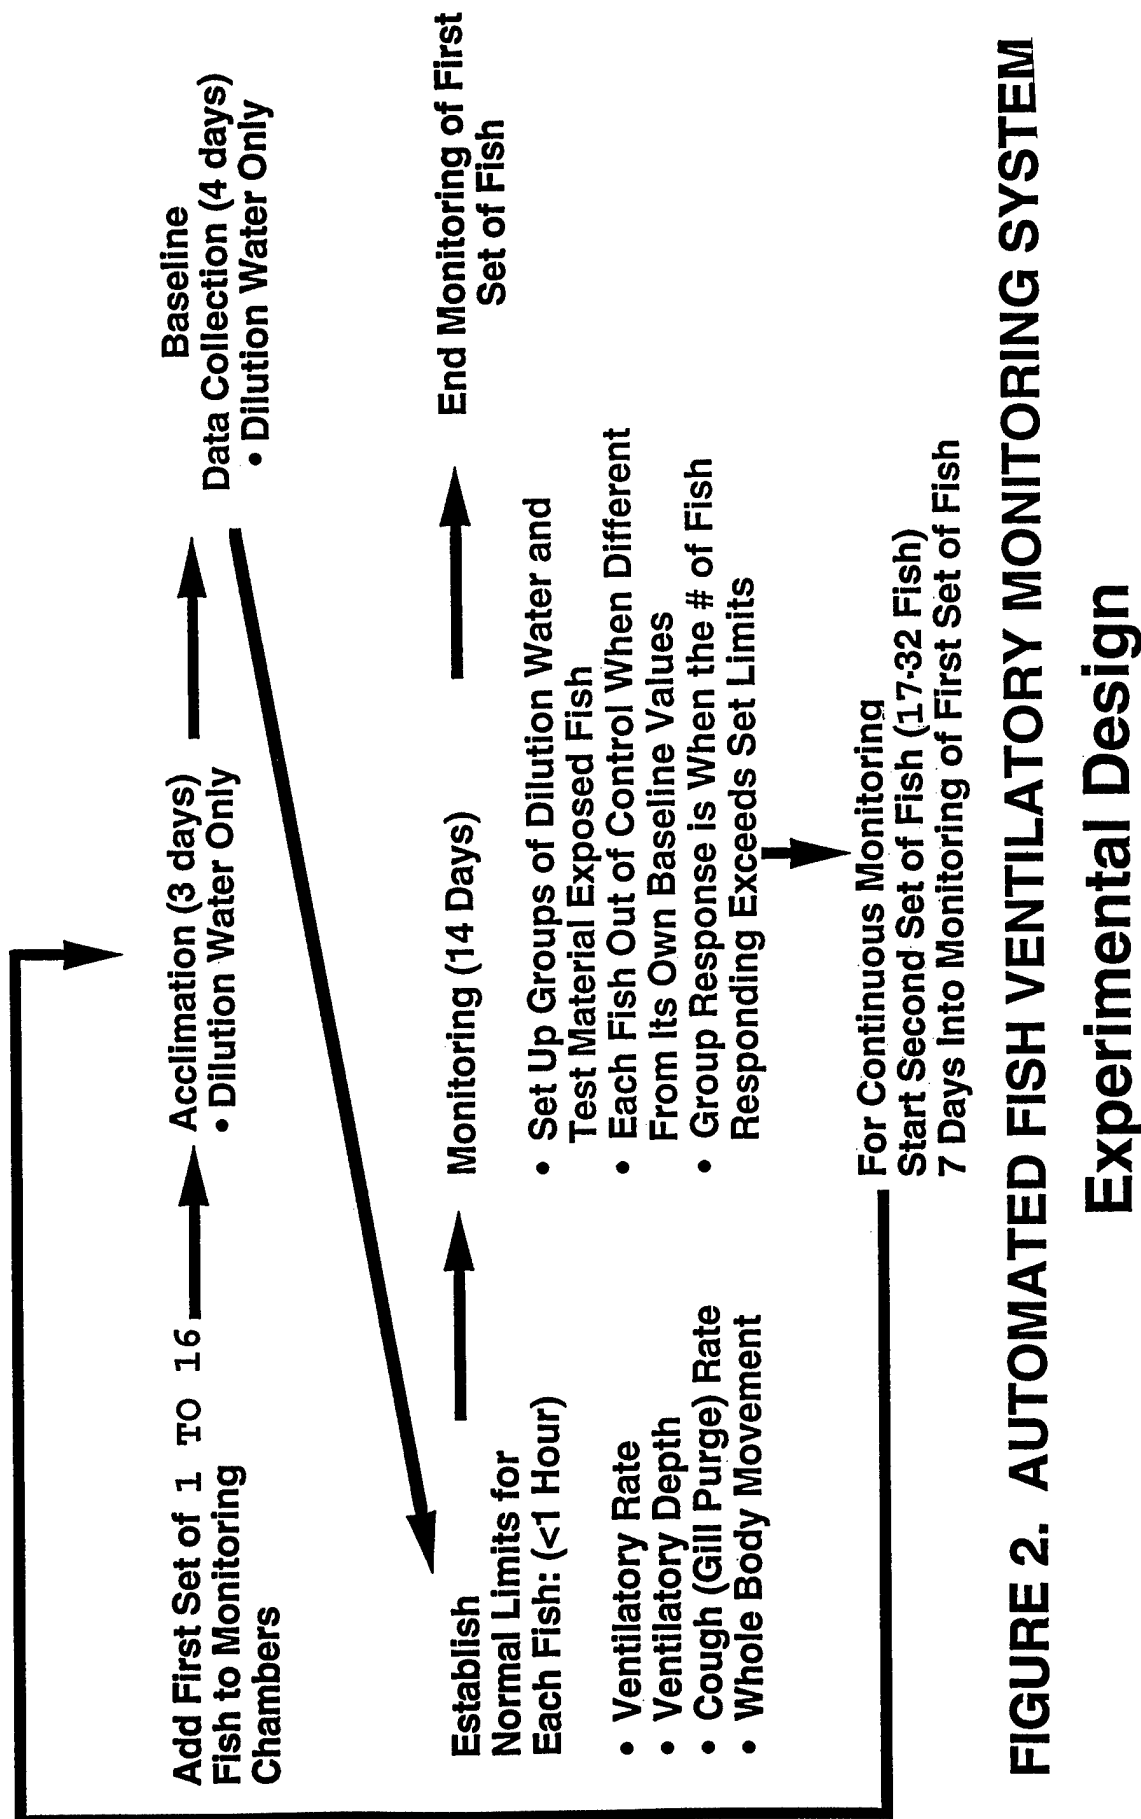 Add First Set of 1 TO 16
Fish to Monitoring
Chambers
Acclimation (3 days)
• Dilution Water Only
Baseline
Data Collection (4 days)
• Dilution Water Only
Establish
Normal Limits for
Each Fish: (<1 Hour)
• Ventilatory Rate
• Ventilatory Depth
• Cough (Gill Purge) Rate
• Whole Body Movement
Monitoring (14 Days)
• Set Up Groups of Dilution Water and
Test Material Exposed Fish
• Each Fish Out of Control When Different
From Its Own Baseline Values
• Group Response is When the # of Fish
Responding Exceeds Set Limits
End Monitoring of First
Set of Fish
For Continuous Monitoring
Start Second Set of Fish (17-32 Fish)
7 Days Into Monitoring of First Set of Fish
FIGURE 2. AUTOMATED FISH VENTILATORY MONITORING SYSTEM
Experimental Design